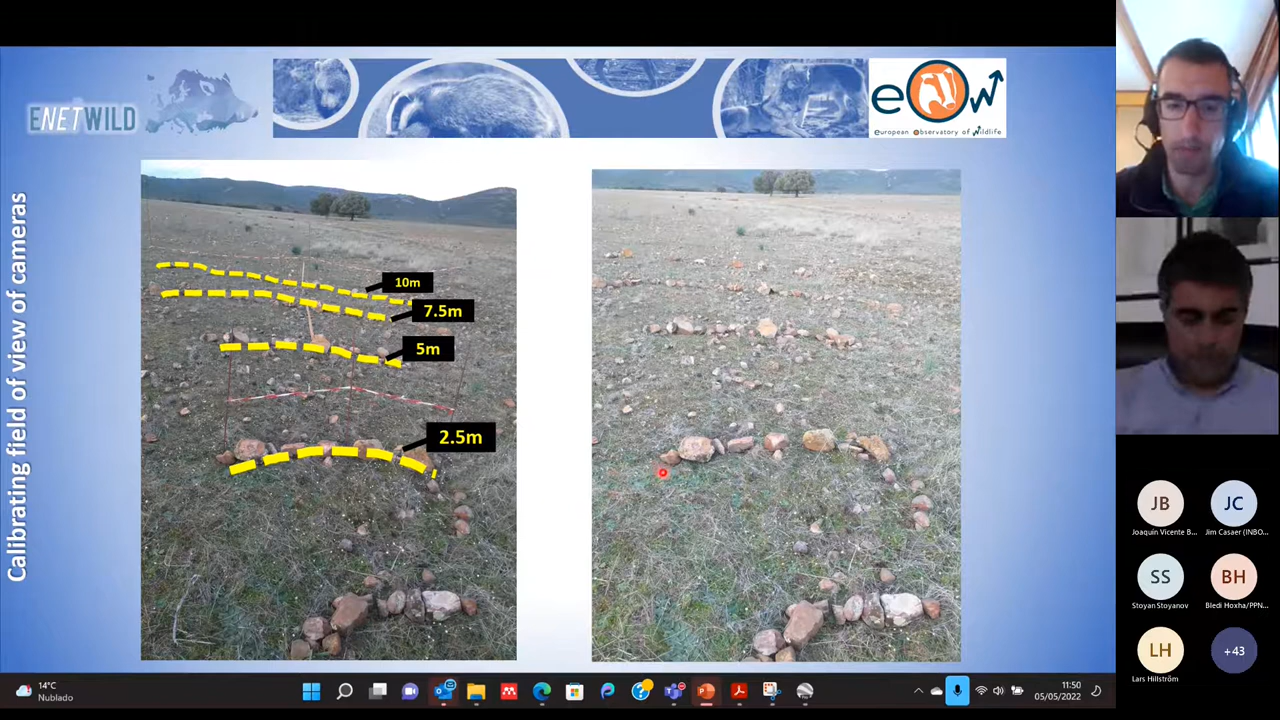 Calibrating field of view of cameras
ENETWILD
eOw
european observatory of wildlife
10m
7.5m
5m
2.5m
JB
JC
Joaquín Vicente B...
Jim Casaer (INBO...
SS
BH
Stoyan Stoyanov
Bledi Hoxha/PPN...
LH
+43
Lars Hillström
14°C
Nublado
11:50
05/05/2022